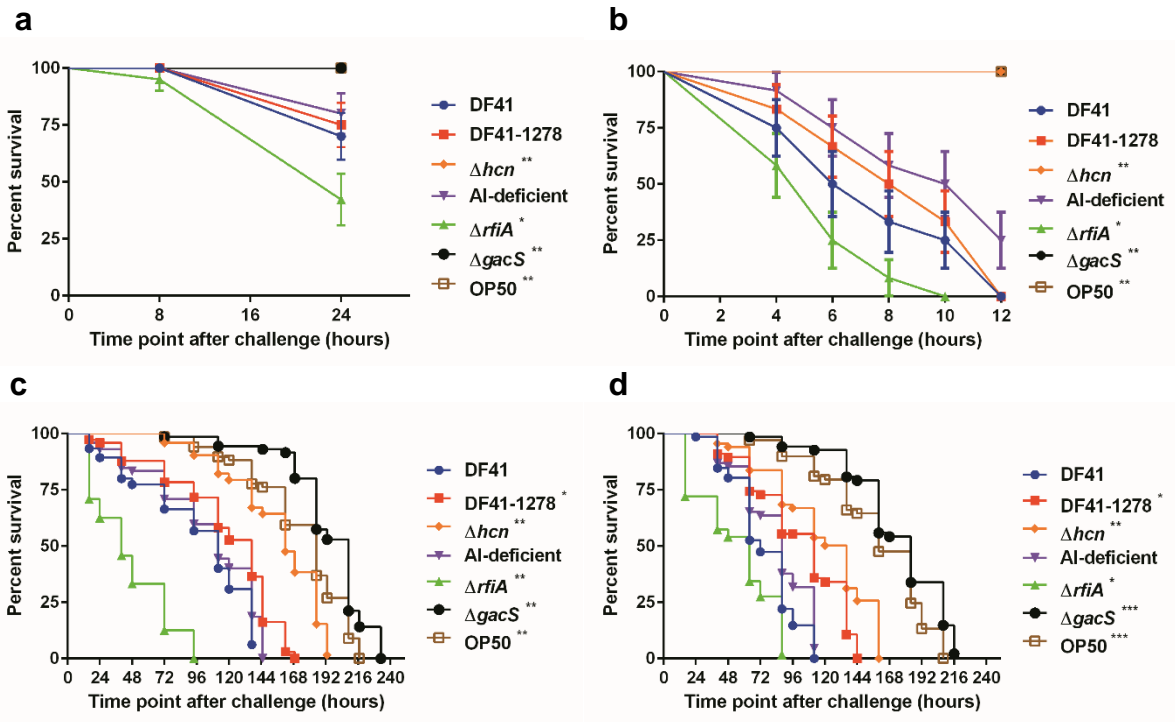 a
Percent survival
100
75
50
25
0
0 8 16 24
Time point after challenge (hours)
DF41
DF41-1278
Δhcn **
AI-deficient
ΔrfiA *
ΔgacS **
OP50 **
b
Percent survival
100
75
50
25
0
0 2 4 6 8 10 12
Time point after challenge (hours)
DF41
DF41-1278
Δhcn **
AI-deficient
ΔrfiA *
ΔgacS **
OP50 **
c
Percent survival
100
75
50
25
0
0 24 48 72 96 120 144 168 192 216 240
Time point after challenge (hours)
DF41
DF41-1278 *
Δhcn **
AI-deficient
ΔrfiA **
ΔgacS **
OP50 **
d
Percent survival
100
75
50
25
0
0 24 48 72 96 120 144 168 192 216 240
Time point after challenge (hours)
DF41
DF41-1278 *
Δhcn **
AI-deficient
ΔrfiA *
ΔgacS ***
OP50 ***